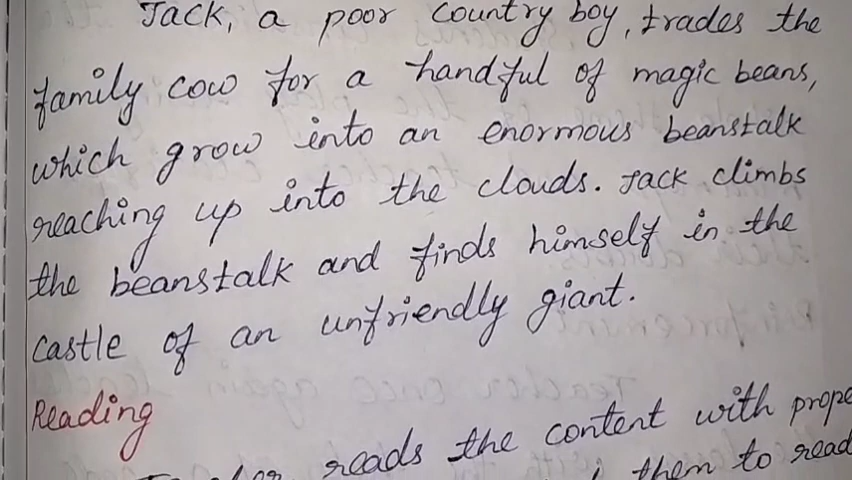 Jack, a poor country boy, trades the
family cow for a handful of magic beans,
which grow into an enormous beanstalk
reaching up into the clouds. Jack climbs
the beanstalk and finds himself in the
castle of an unfriendly giant.
Reading
reads the content with
them to read